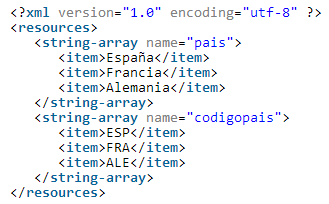 <?xml version="1.0" encoding="utf-8" ?>
<resources>
<string-array name="pais">
<item>España</item>
<item>Francia</item>
<item>Alemania</item>
</string-array>
<string-array name="codigopais">
<item>ESP</item>
<item>FRA</item>
<item>ALE</item>
</string-array>
</resources>